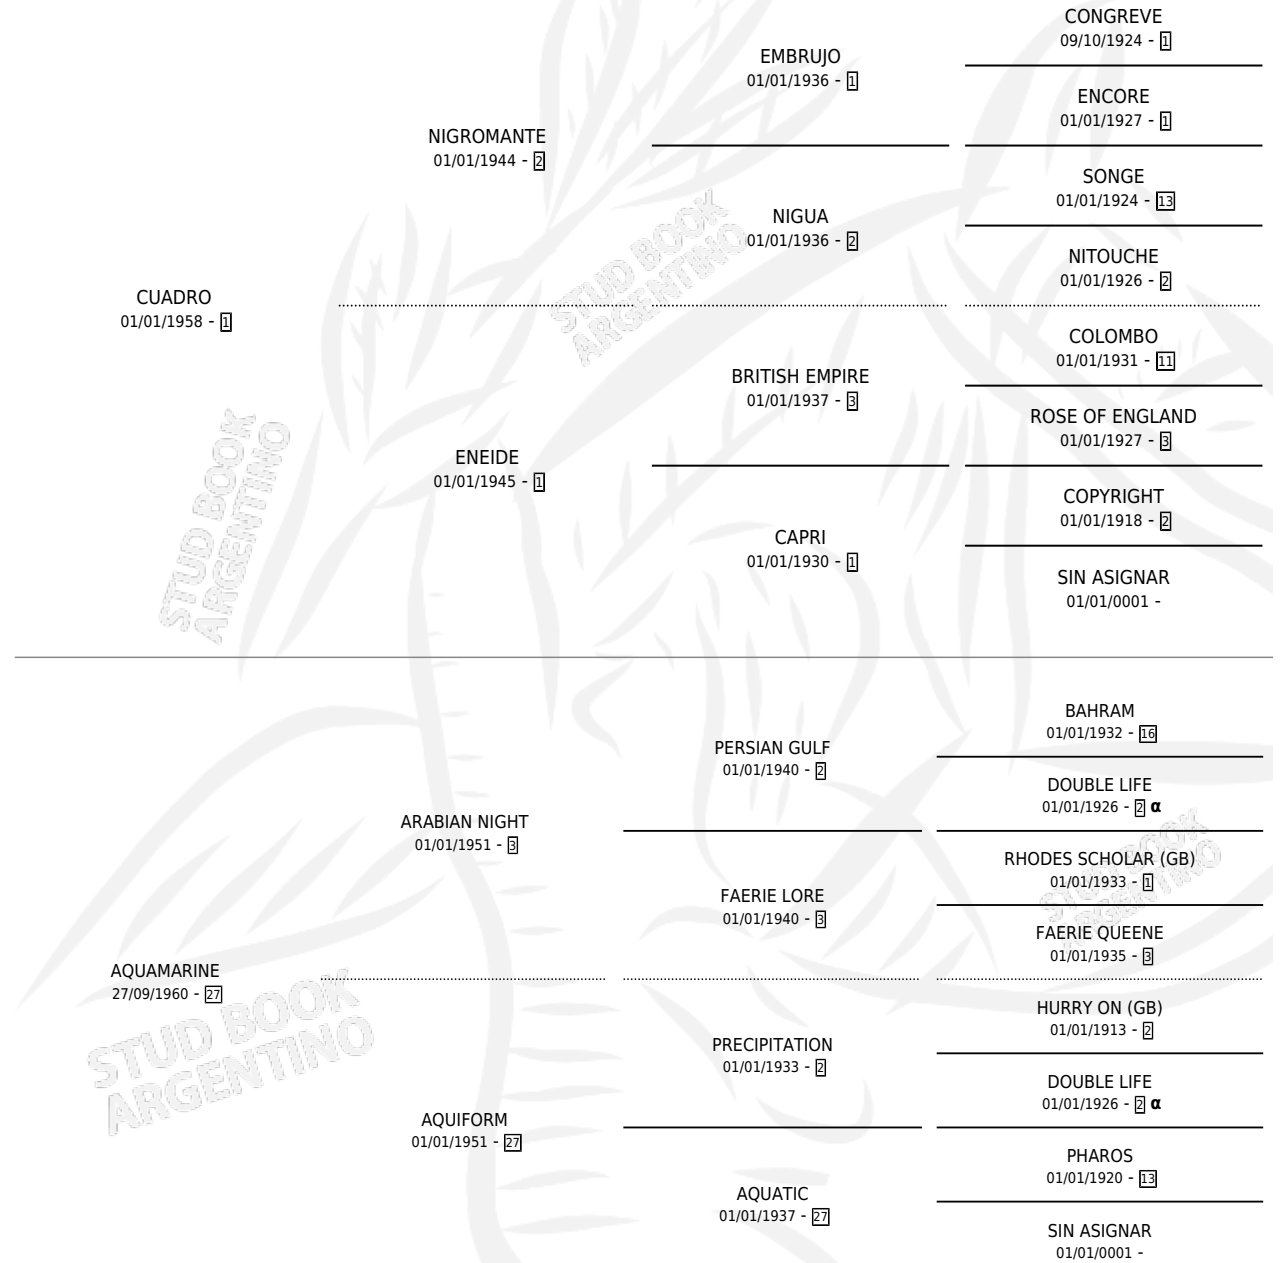 CONGREVE
09/10/1924 - 1
EMBRUJO
01/01/1936 - 1
ENCORE
01/01/1927 - 1
NIGROMANTE
01/01/1944 - 2
SONGE
01/01/1924 - 13
NIGUA
01/01/1936 - 2
NITOUCHE
01/01/1926 - 2
CUADRO
01/01/1958 - 1
COLOMBO
01/01/1931 - 11
BRITISH EMPIRE
01/01/1937 - 3
ROSE OF ENGLAND
01/01/1927 - 3
ENEIDE
01/01/1945 - 1
COPYRIGHT
01/01/1918 - 2
CAPRI
01/01/1930 - 1
SIN ASIGNAR
01/01/0001 -
BAHRAM
01/01/1932 - 16
PERSIAN GULF
01/01/1940 - 2
DOUBLE LIFE
01/01/1926 - 2 α
ARABIAN NIGHT
01/01/1951 - 3
RHODES SCHOLAR (GB)
01/01/1933 - 1
FAERIE LORE
01/01/1940 - 3
FAERIE QUEENE
01/01/1935 - 3
AQUAMARINE
27/09/1960 - 27
HURRY ON (GB)
01/01/1913 - 2
PRECIPITATION
01/01/1933 - 2
DOUBLE LIFE
01/01/1926 - 2 α
AQUIFORM
01/01/1951 - 27
PHAROS
01/01/1920 - 13
AQUATIC
01/01/1937 - 27
SIN ASIGNAR
01/01/0001 -
STUD BOOK
ARGENTINO
STUD BOOK
ARGENTINO
STUD BOOK
ARGENTINO
STUD BOOK
ARGENTINO